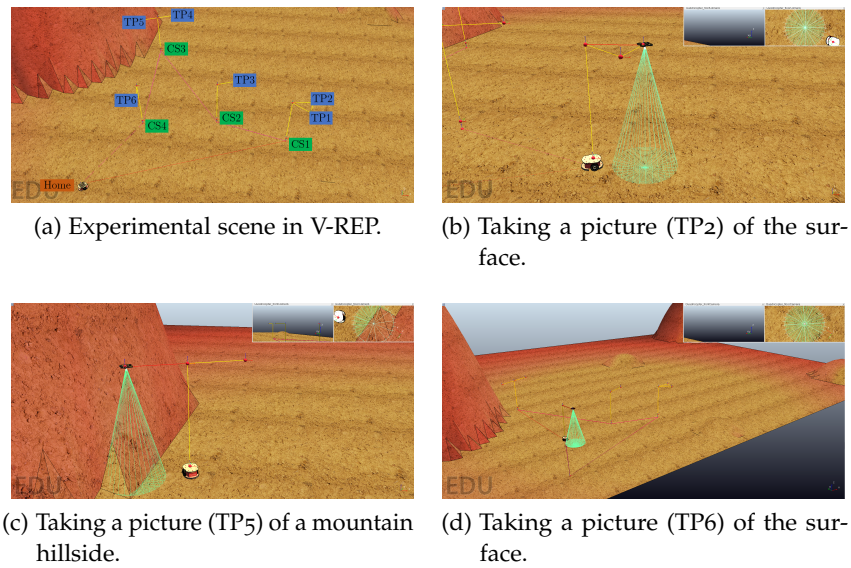 TP5 TP4
CS3
TP3
TP6
TP2
CS4
CS2
TP1
CS1
Home
EDU
(a) Experimental scene in V-REP.
(b) Taking a picture (TP2) of the sur-
face.
EDU
EDU
(c) Taking a picture (TP5) of a mountain
hillside.
(d) Taking a picture (TP6) of the sur-
face.